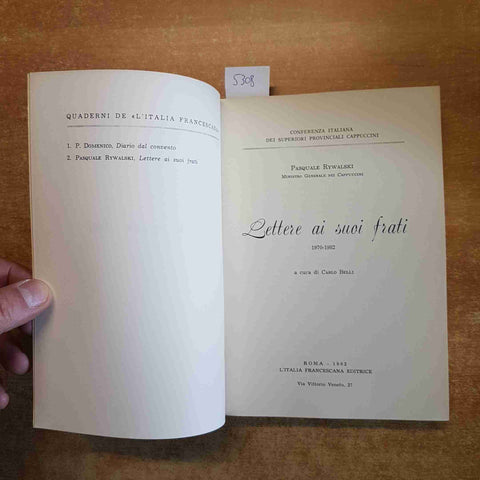 5308
QUADERNI DE «L'ITALIA FRANCESCANA»
1. P. Domenico, Diario dal convento
2. Pasquale Rywalski, Lettere ai suoi frati
CONFERENZA ITALIANA
DEI SUPERIORI PROVINCIALI CAPPUCCINI
Pasquale Rywalski
Ministro Generale dei Cappuccini
Lettere ai suoi frati
1970-1982
a cura di Carlo Belli
ROMA - 1982
L'ITALIA FRANCESCANA EDITRICE
Via Vittorio Veneto, 27